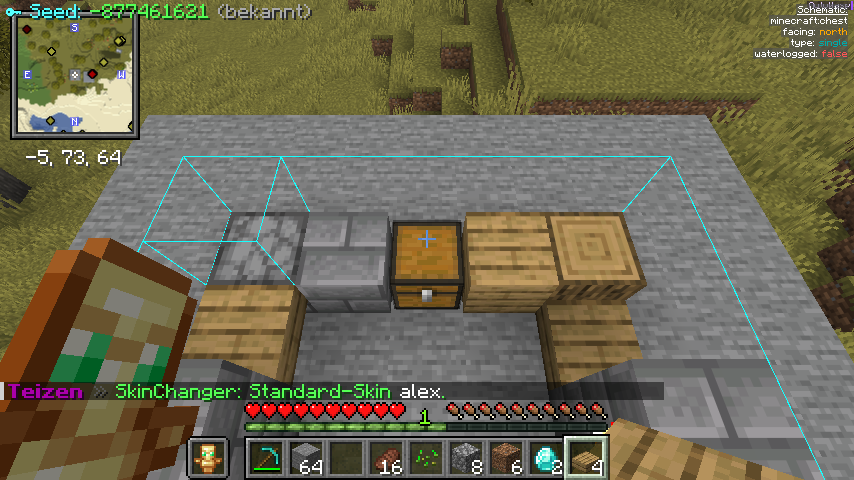 Seed: -877461621 (bekannt)
Schematic:
minecraft:chest
facing: north
type: single
waterlogged: false
S
E
W
N
-5, 73, 64
Teizen » SkinChanger: Standard-Skin alex.
1
64
16
8
6
2
4